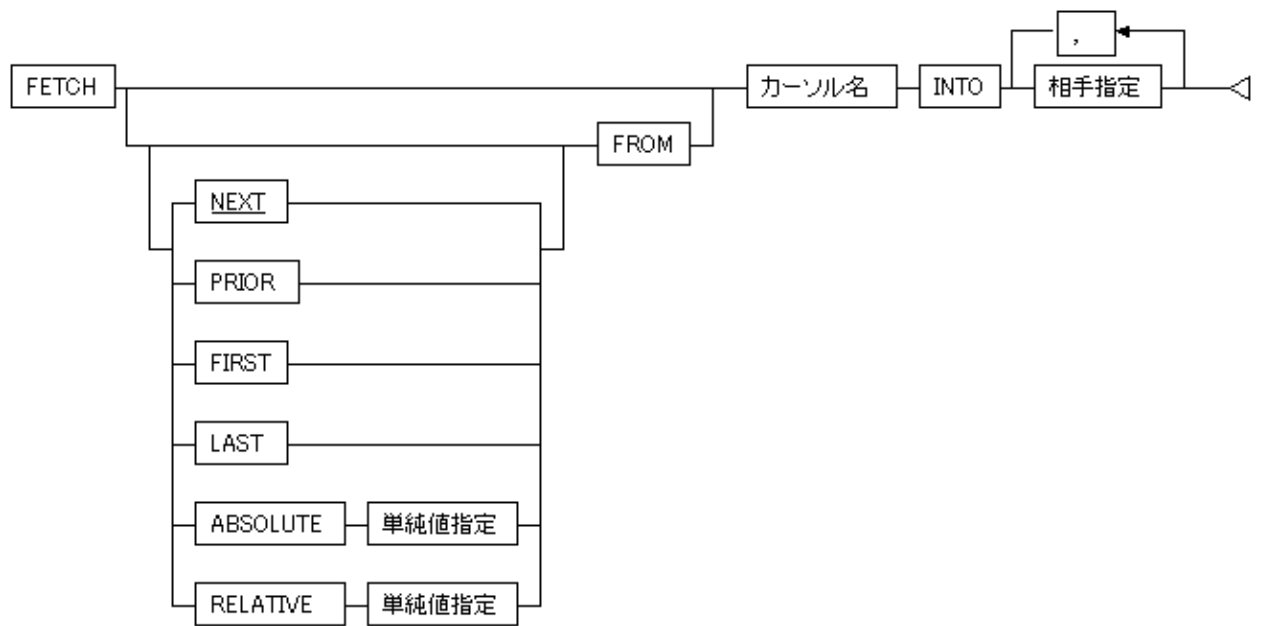 ,
FETCH カーソル名 INTO 相手指定
FROM
NEXT
PRIOR
FIRST
LAST
ABSOLUTE 単純値指定
RELATIVE 単純値指定